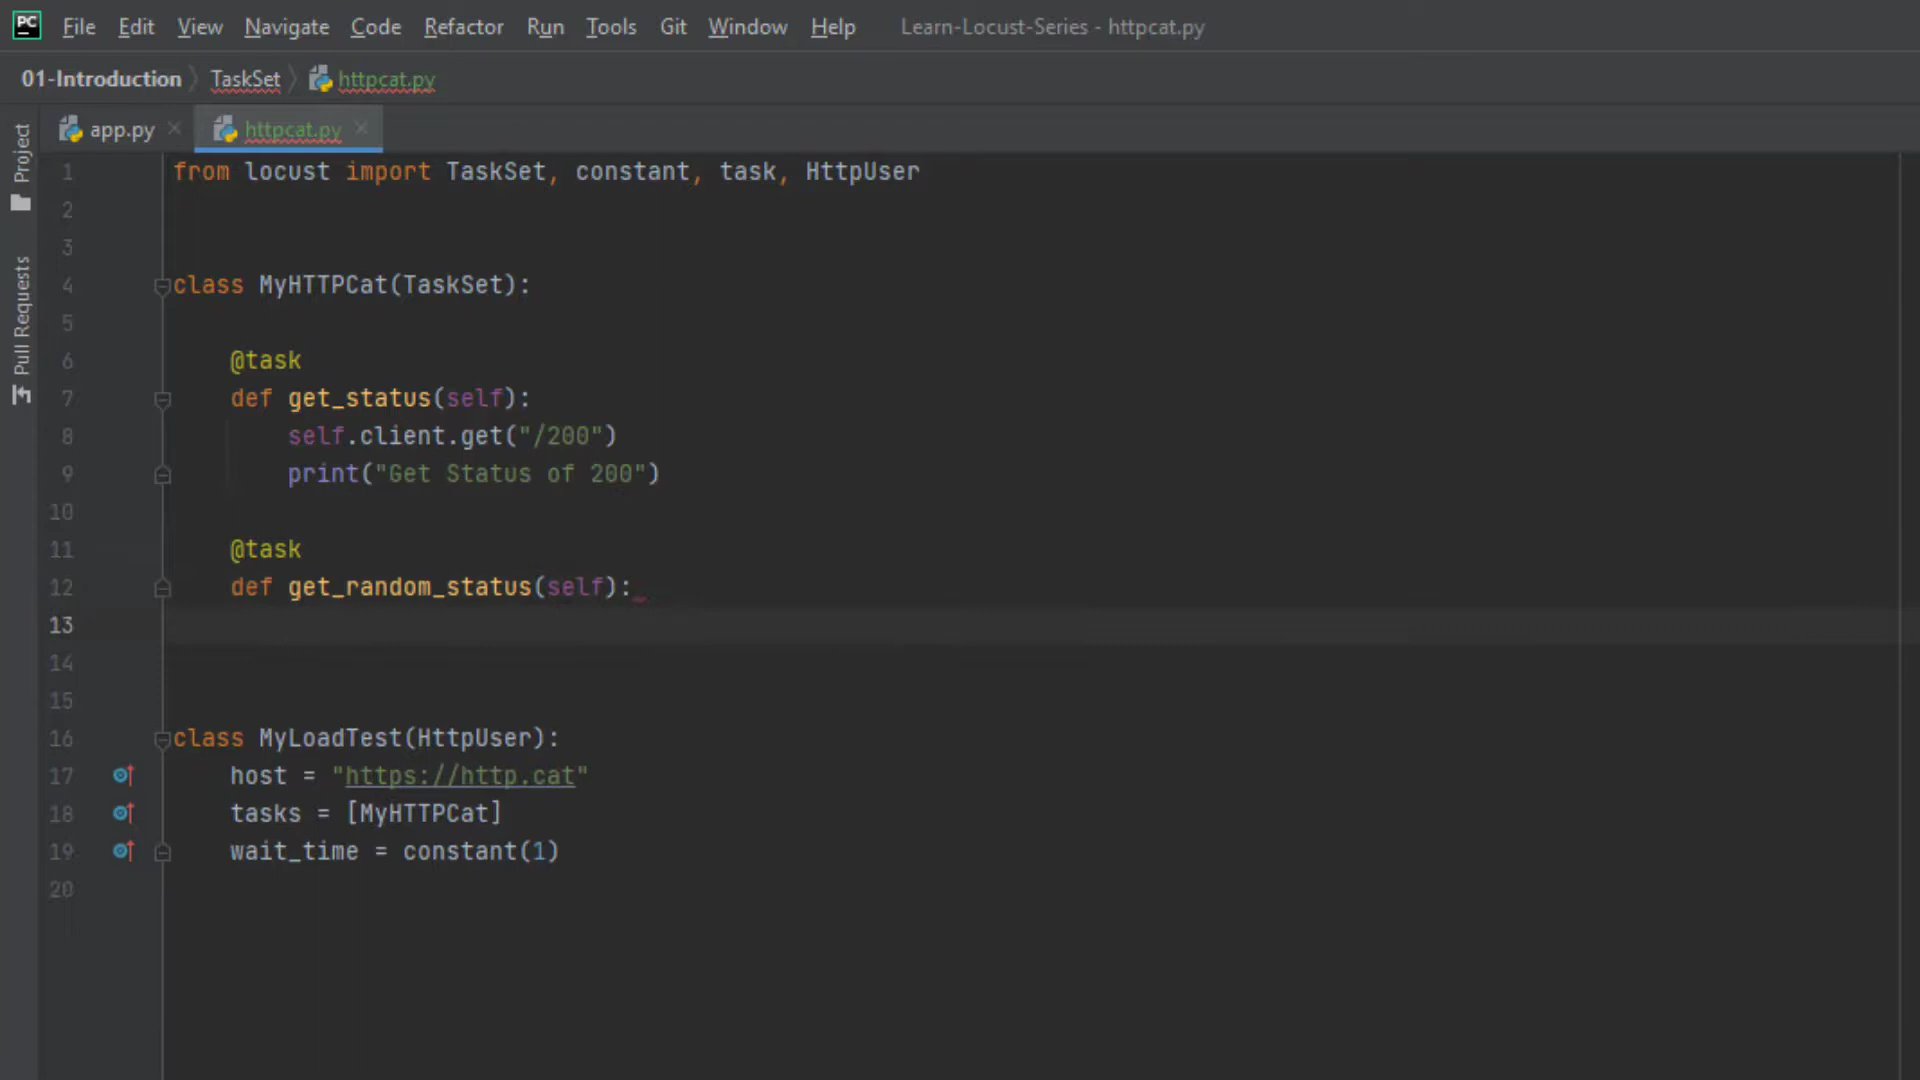 PC File Edit View Navigate Code Refactor Run Tools Git Window Help Learn-Locust-Series - httpcat.py
01-Introduction TaskSet httpcat.py
app.py httpcat.py
Project
Pull Requests
1 from locust import TaskSet, constant, task, HttpUser
2
3
4 class MyHTTPCat(TaskSet):
5
6 @task
7 def get_status(self):
8 self.client.get("/200")
9 print("Get Status of 200")
10
11 @task
12 def get_random_status(self):
13
14
15
16 class MyLoadTest(HttpUser):
17 host = "https://http.cat"
18 tasks = [MyHTTPCat]
19 wait_time = constant(1)
20